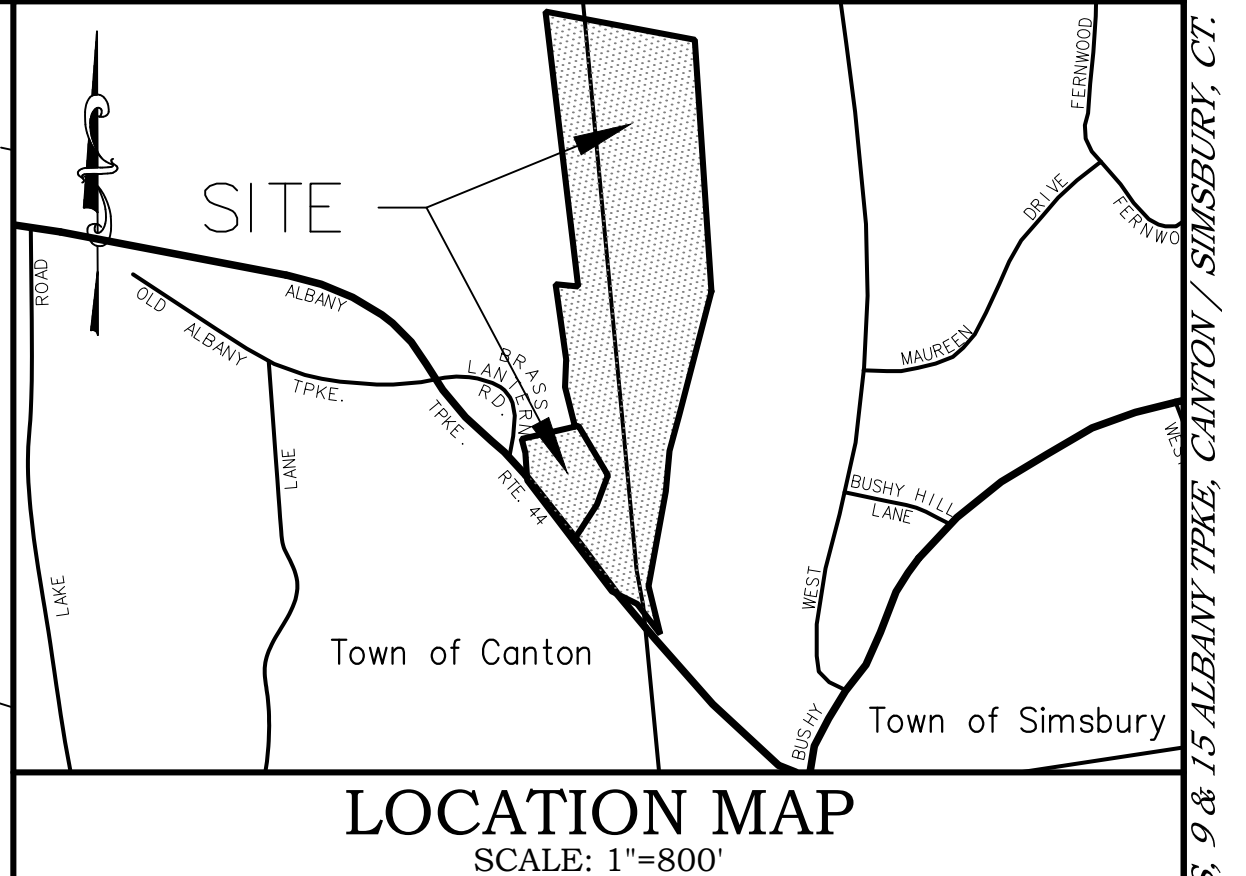 FERNWOOD
FERNWO
DRIVE
MAUREEN
SITE
ROAD
LAKE
OLD ALBANY TPKE.
ALBANY TPKE.
RTE. 44
BRASS
LANTERN
RD.
LANE
BUSHY HILL
LANE
WEST
WES
BUSHY
Town of Canton
Town of Simsbury
LOCATION MAP
SCALE: 1"=800'
9 & 15 ALBANY TPKE, CANTON / SIMSBURY, CT.